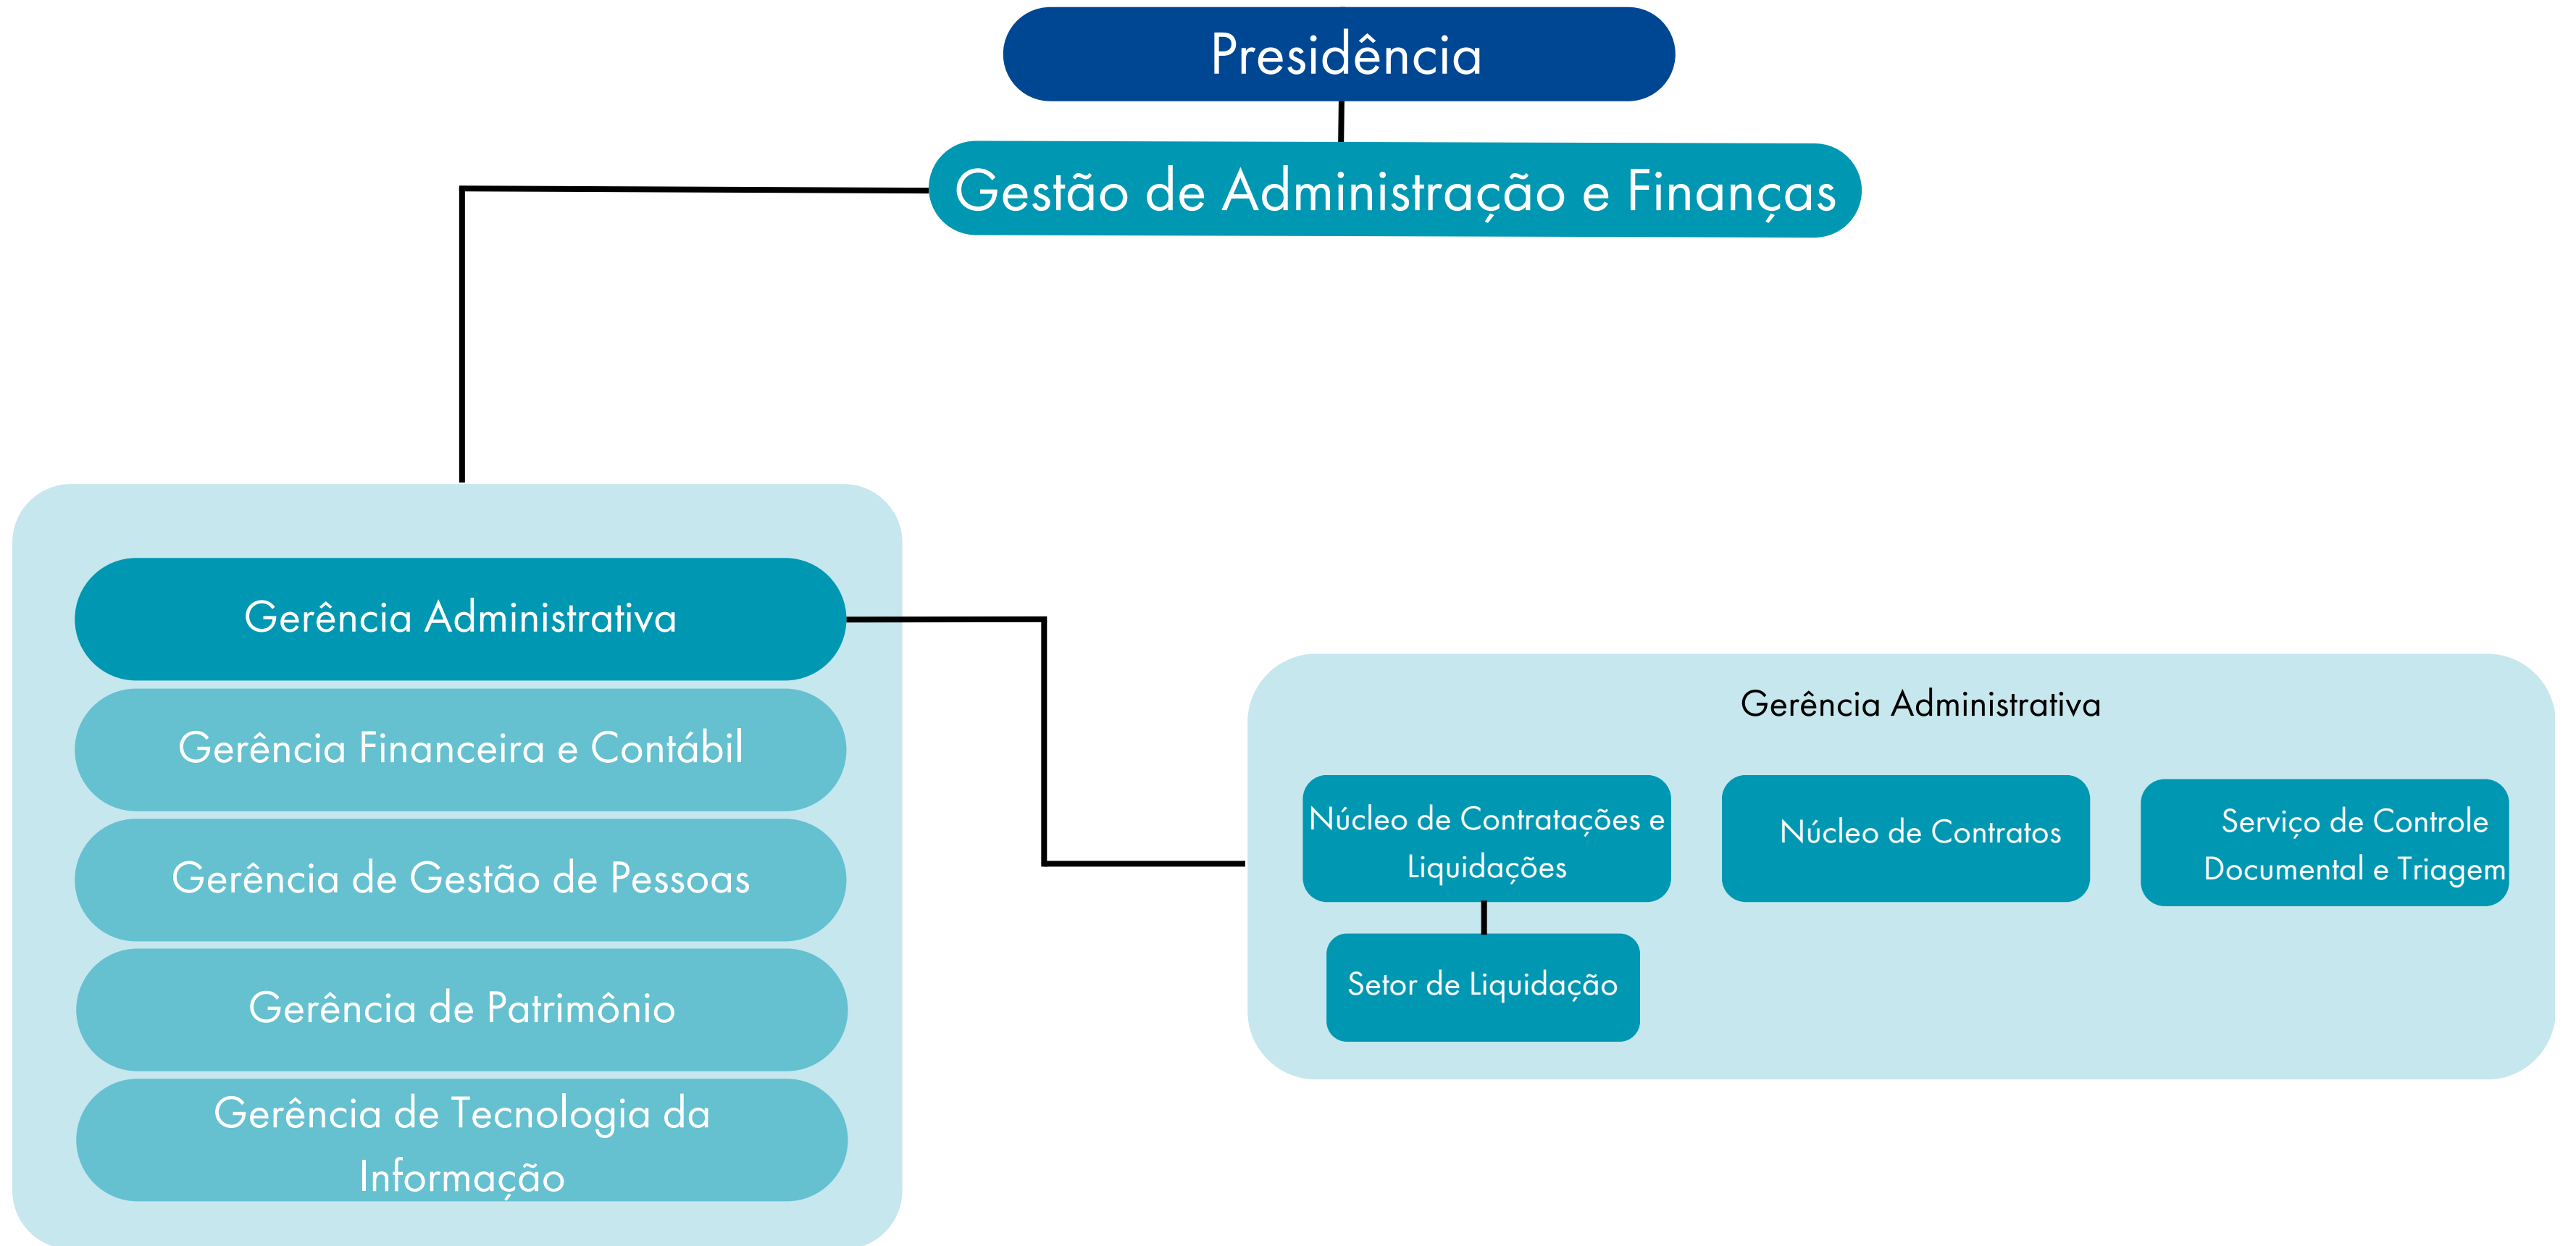 Presidência
Gestão de Administração e Finanças
Gerência Administrativa
Gerência Financeira e Contábil
Gerência de Gestão de Pessoas
Gerência de Patrimônio
Gerência de Tecnologia da
Informação
Gerência Administrativa
Núcleo de Contratações e
Liquidações
Setor de Liquidação
Núcleo de Contratos
Serviço de Controle
Documental e Triagem